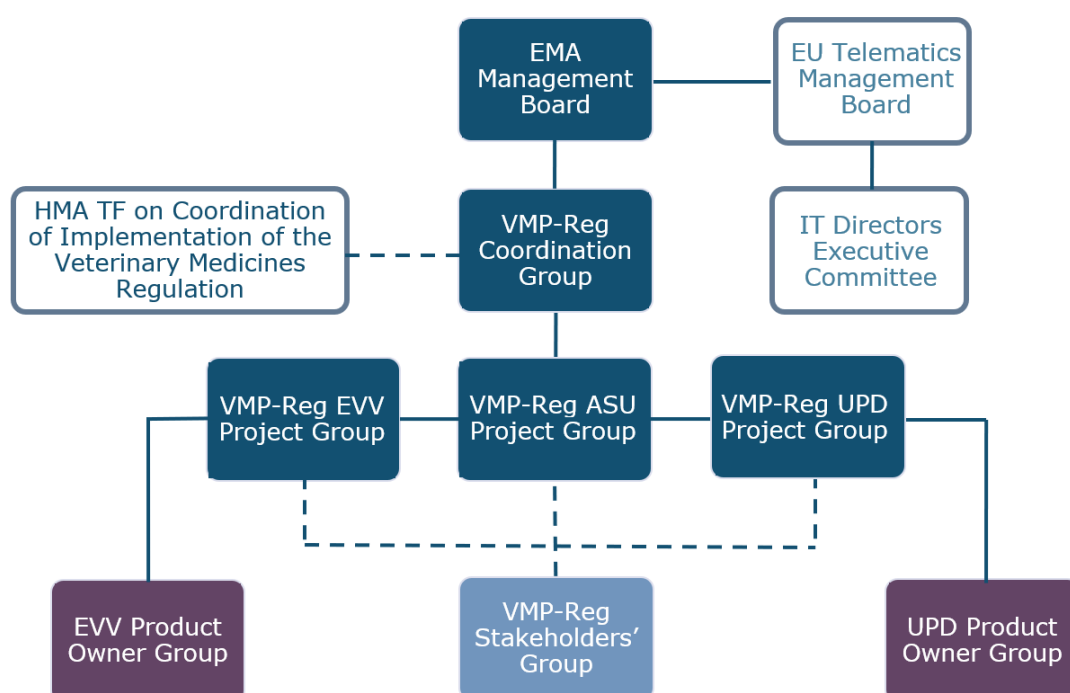 EMA
Management
Board
EU Telematics
Management
Board
HMA TF on Coordination
of Implementation of the
Veterinary Medicines
Regulation
VMP-Reg
Coordination
Group
IT Directors
Executive
Committee
VMP-Reg EVV
Project Group
VMP-Reg ASU
Project Group
VMP-Reg UPD
Project Group
EVV Product
Owner Group
VMP-Reg
Stakeholders’
Group
UPD Product
Owner Group